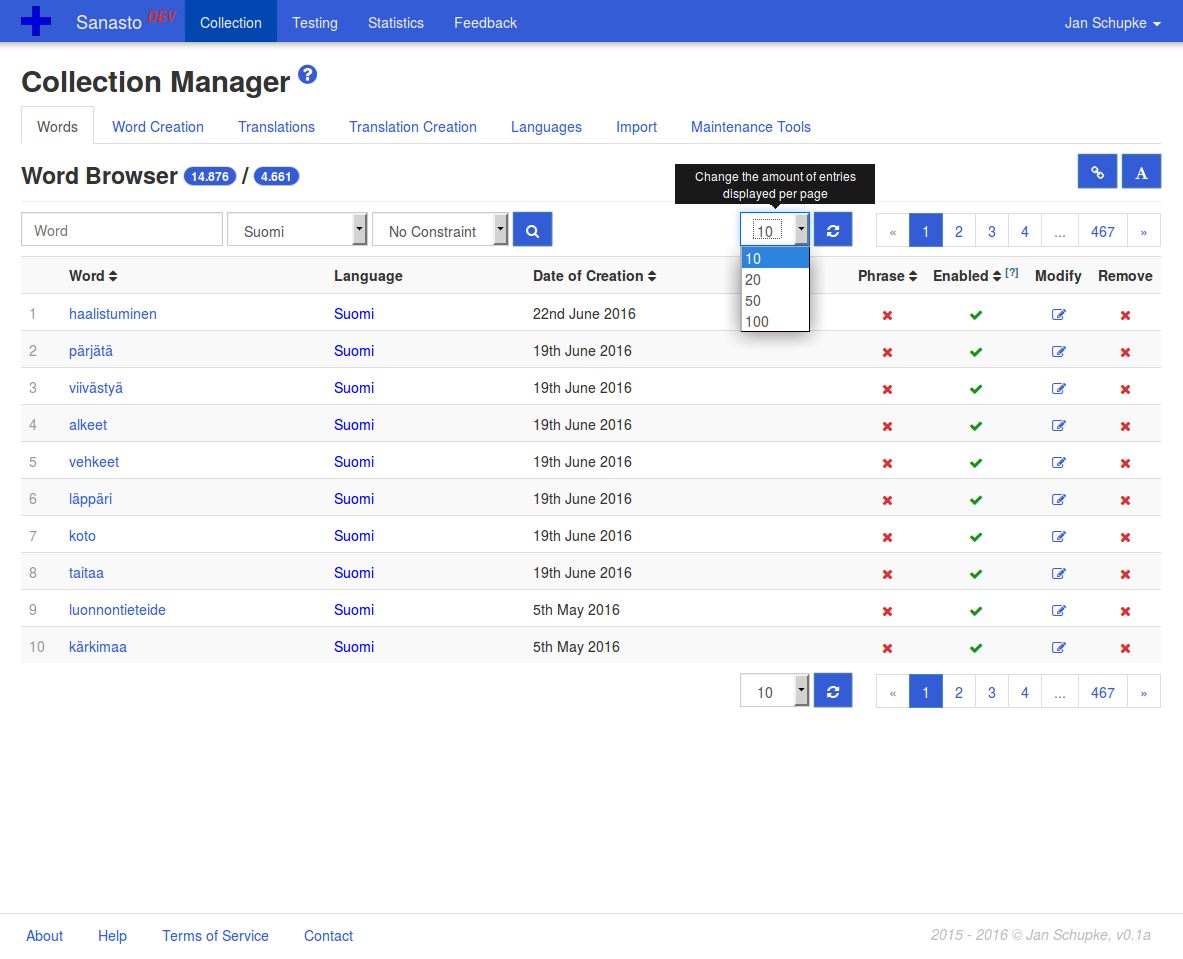 Sanasto DEV Collection Testing Statistics Feedback Jan Schupke
Collection Manager ?
Words Word Creation Translations Translation Creation Languages Import Maintenance Tools
Word Browser 14.876 / 4.661 A
Change the amount of entries
displayed per page
Word Suomi No Constraint 10 « 1 2 3 4 ... 467 »
10
20
50
100
Word Language Date of Creation Phrase Enabled [?] Modify Remove
1 haalistuminen Suomi 22nd June 2016
2 pärjätä Suomi 19th June 2016
3 viivästyä Suomi 19th June 2016
4 alkeet Suomi 19th June 2016
5 vehkeet Suomi 19th June 2016
6 läppäri Suomi 19th June 2016
7 koto Suomi 19th June 2016
8 taitaa Suomi 19th June 2016
9 luonnontieteide Suomi 5th May 2016
10 kärkimaa Suomi 5th May 2016
10 « 1 2 3 4 ... 467 »
About Help Terms of Service Contact 2015 - 2016 © Jan Schupke, v0.1a